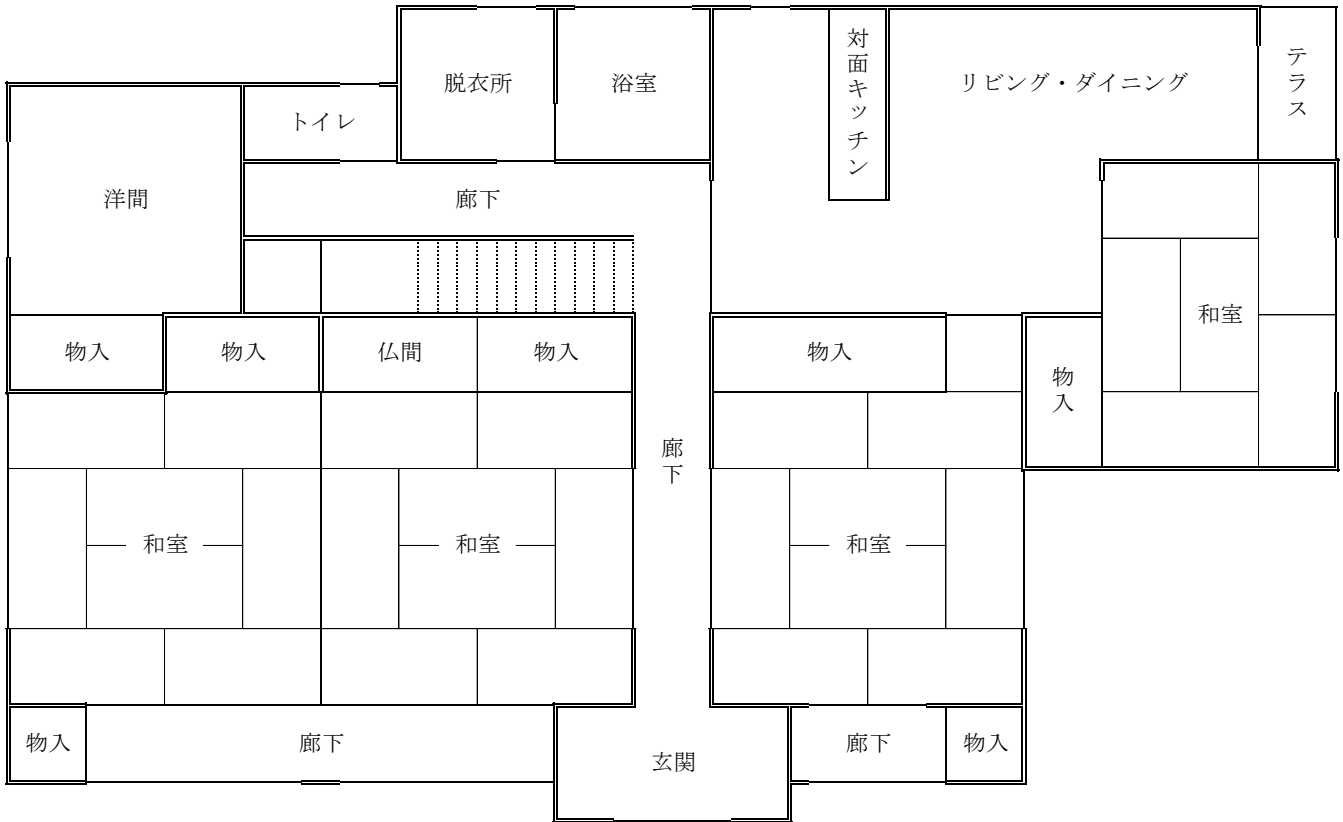 対面キッチン
テラス
脱衣所
浴室
リビング・ダイニング
トイレ
洋間
廊下
和室
物入
物入
仏間
物入
物入
物入
廊下
和室
和室
和室
物入
廊下
玄関
廊下
物入